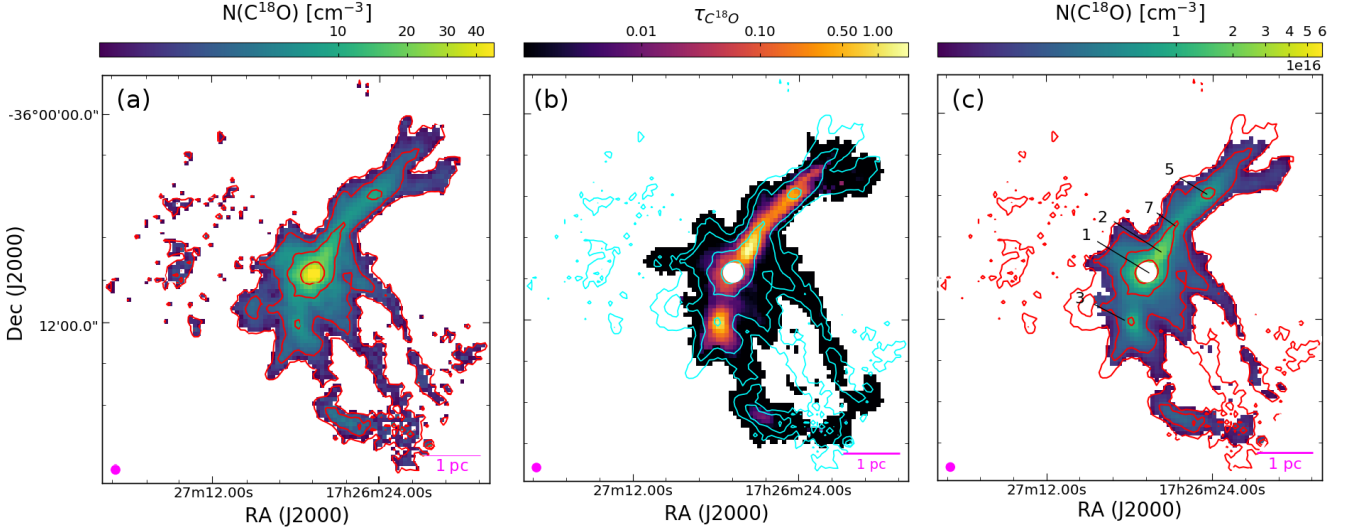 N(C¹⁸O) [cm⁻³]
10 20 30 40
(a)
-36°00'00.0"
12'00.0"
Dec (J2000)
1 pc
27m12.00s 17h26m24.00s
RA (J2000)
τ_C¹⁸O
0.01 0.10 0.50 1.00
(b)
1 pc
27m12.00s 17h26m24.00s
RA (J2000)
N(C¹⁸O) [cm⁻³]
1 2 3 4 5 6
1e16
(c)
5
7
2
1
3
1 pc
27m12.00s 17h26m24.00s
RA (J2000)